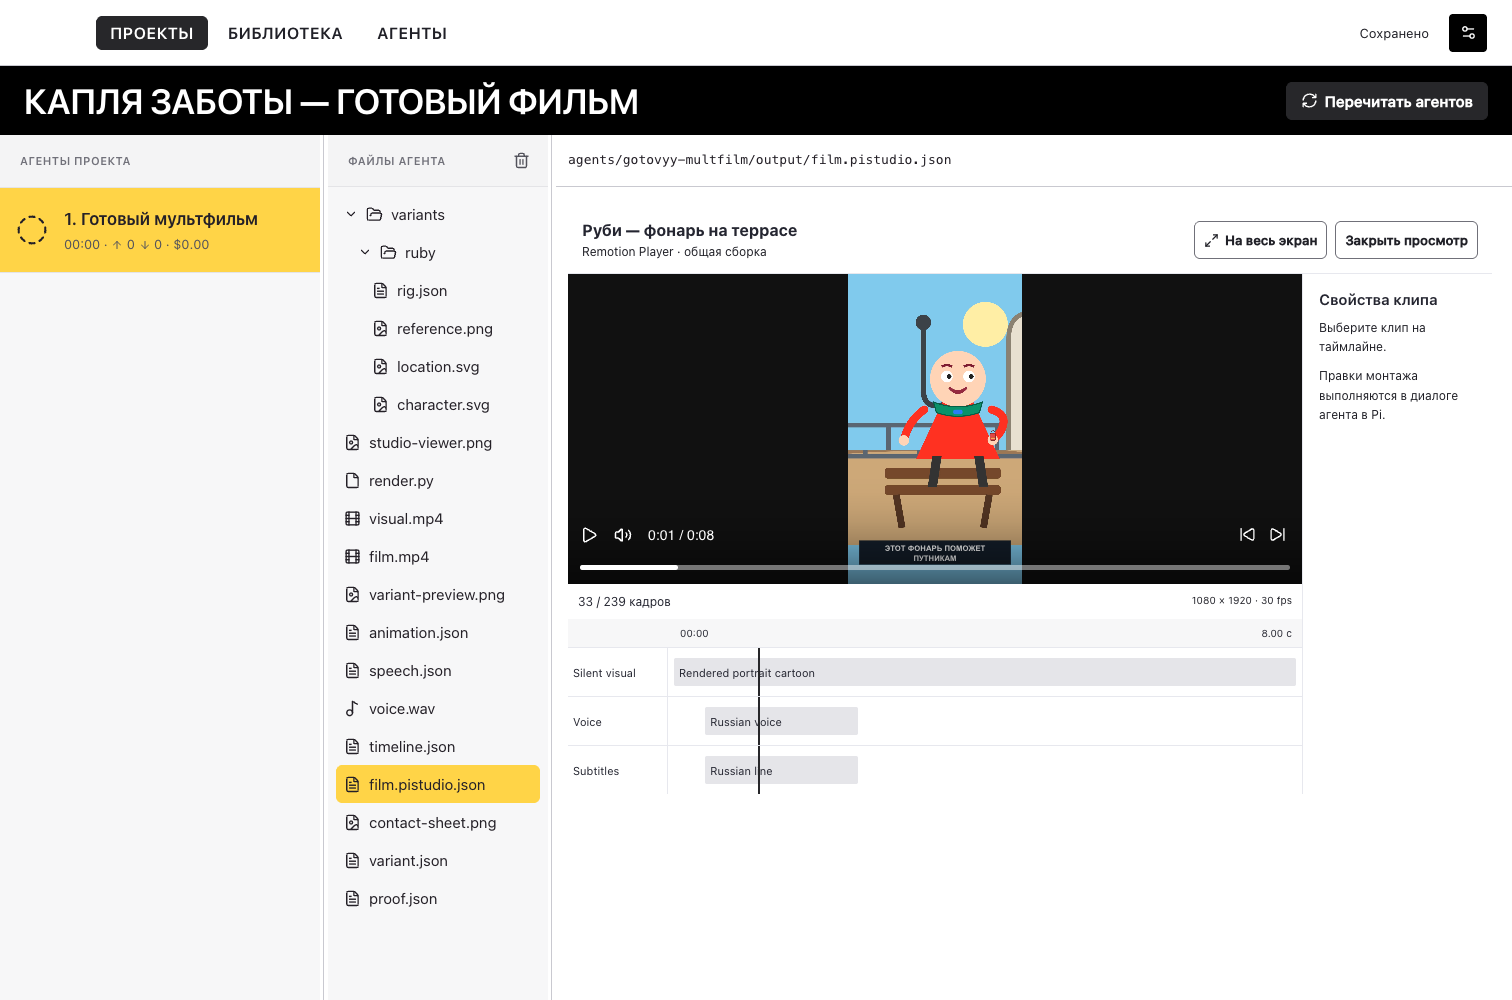 ПРОЕКТЫ БИБЛИОТЕКА АГЕНТЫ Сохранено
КАПЛЯ ЗАБОТЫ — ГОТОВЫЙ ФИЛЬМ Перечитать агентов
АГЕНТЫ ПРОЕКТА
1. Готовый мультфильм
00:00 · ↑ 0 ↓ 0 · $0.00
ФАЙЛЫ АГЕНТА
variants
ruby
rig.json
reference.png
location.svg
character.svg
studio-viewer.png
render.py
visual.mp4
film.mp4
variant-preview.png
animation.json
speech.json
voice.wav
timeline.json
film.pistudio.json
contact-sheet.png
variant.json
proof.json
agents/gotovyy-multfilm/output/film.pistudio.json
Руби — фонарь на террасе
Remotion Player · общая сборка
На весь экран Закрыть просмотр
ЭТОТ ФОНАРЬ ПОМОЖЕТ
ПУТНИКАМ
0:01 / 0:08
33 / 239 кадров 1080 × 1920 · 30 fps
00:00 8.00 с
Silent visual Rendered portrait cartoon
Voice Russian voice
Subtitles Russian line
Свойства клипа
Выберите клип на
таймлайне.
Правки монтажа
выполняются в диалоге
агента в Pi.